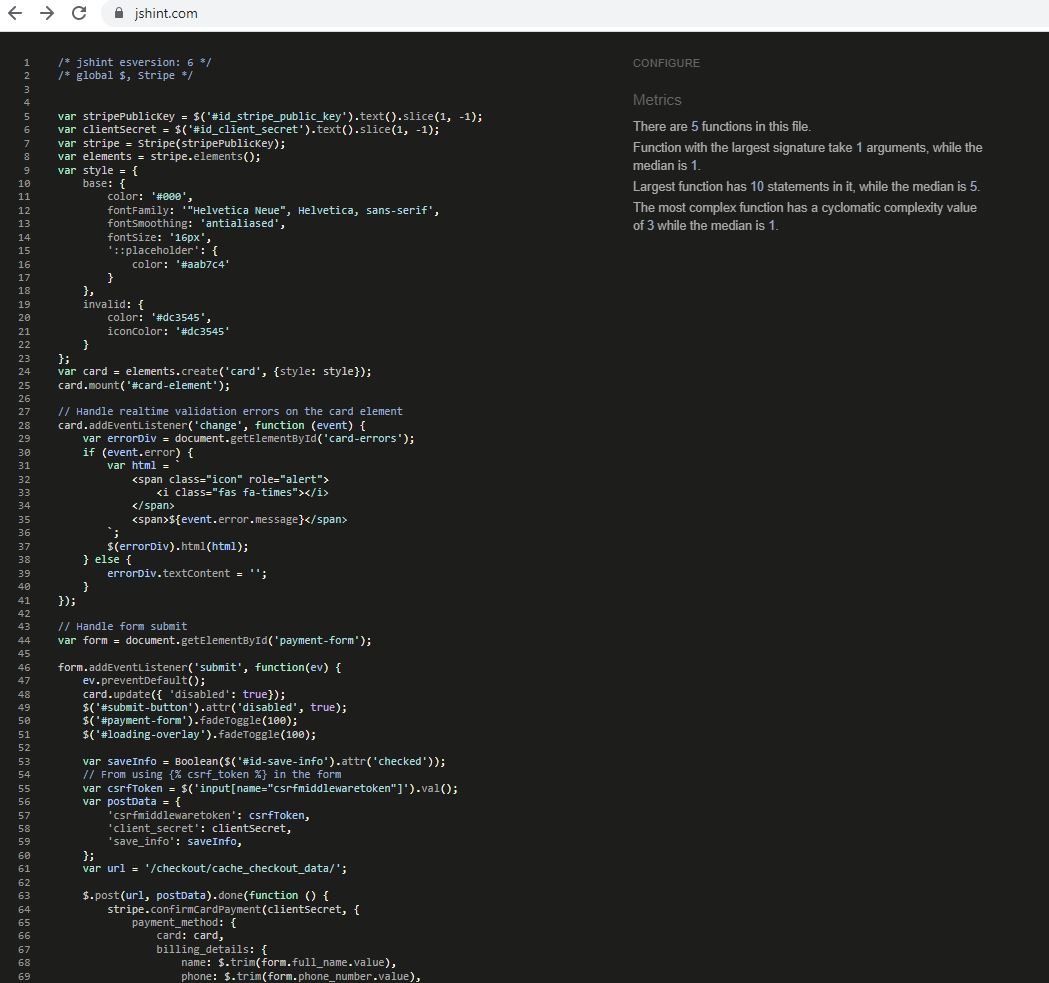 jshint.com
1 /* jshint esversion: 6 */
2 /* global $, Stripe */
3
4
5 var stripePublicKey = $('#id_stripe_public_key').text().slice(1, -1);
6 var clientSecret = $('#id_client_secret').text().slice(1, -1);
7 var stripe = Stripe(stripePublicKey);
8 var elements = stripe.elements();
9 var style = {
10     base: {
11         color: '#000',
12         fontFamily: '"Helvetica Neue", Helvetica, sans-serif',
13         fontSmoothing: 'antialiased',
14         fontSize: '16px',
15         '::placeholder': {
16             color: '#aab7c4'
17         }
18     },
19     invalid: {
20         color: '#dc3545',
21         iconColor: '#dc3545'
22     }
23 };
24 var card = elements.create('card', {style: style});
25 card.mount('#card-element');
26
27 // Handle realtime validation errors on the card element
28 card.addEventListener('change', function (event) {
29     var errorDiv = document.getElementById('card-errors');
30     if (event.error) {
31         var html = `
32             <span class="icon" role="alert">
33                 <i class="fas fa-times"></i>
34             </span>
35             <span>${event.error.message}</span>
36         `;
37         $(errorDiv).html(html);
38     } else {
39         errorDiv.textContent = '';
40     }
41 });
42
43 // Handle form submit
44 var form = document.getElementById('payment-form');
45
46 form.addEventListener('submit', function(ev) {
47     ev.preventDefault();
48     card.update({ 'disabled': true});
49     $('#submit-button').attr('disabled', true);
50     $('#payment-form').fadeToggle(100);
51     $('#loading-overlay').fadeToggle(100);
52
53     var saveInfo = Boolean($('#id-save-info').attr('checked'));
54     // From using {% csrf_token %} in the form
55     var csrfToken = $('input[name="csrfmiddlewaretoken"]').val();
56     var postData = {
57         'csrfmiddlewaretoken': csrfToken,
58         'client_secret': clientSecret,
59         'save_info': saveInfo,
60     };
61     var url = '/checkout/cache_checkout_data/';
62
63     $.post(url, postData).done(function () {
64         stripe.confirmCardPayment(clientSecret, {
65             payment_method: {
66                 card: card,
67                 billing_details: {
68                     name: $.trim(form.full_name.value),
69                     phone: $.trim(form.phone_number.value),
CONFIGURE
Metrics
There are 5 functions in this file.
Function with the largest signature take 1 arguments, while the
median is 1.
Largest function has 10 statements in it, while the median is 5.
The most complex function has a cyclomatic complexity value
of 3 while the median is 1.